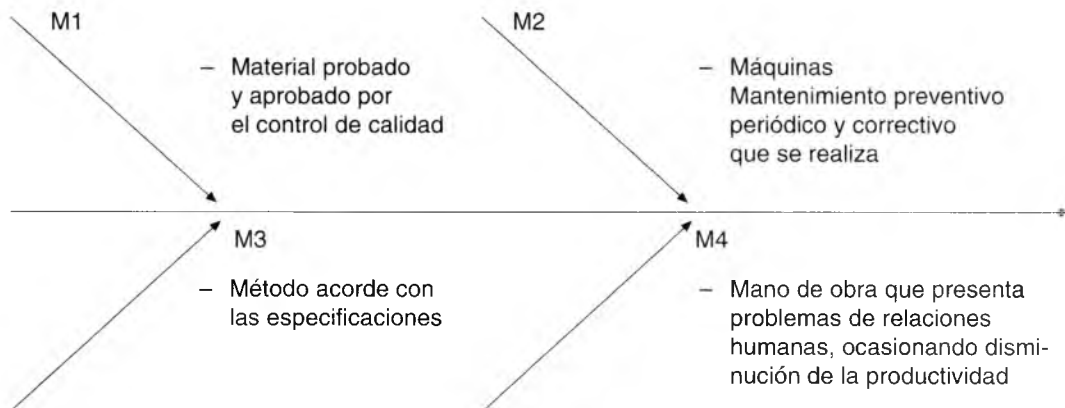 M1
– Material probado
y aprobado por
el control de calidad
M2
– Máquinas
Mantenimiento preventivo
periódico y correctivo
que se realiza
M3
– Método acorde con
las especificaciones
M4
– Mano de obra que presenta
problemas de relaciones
humanas, ocasionando dismi-
nución de la productividad